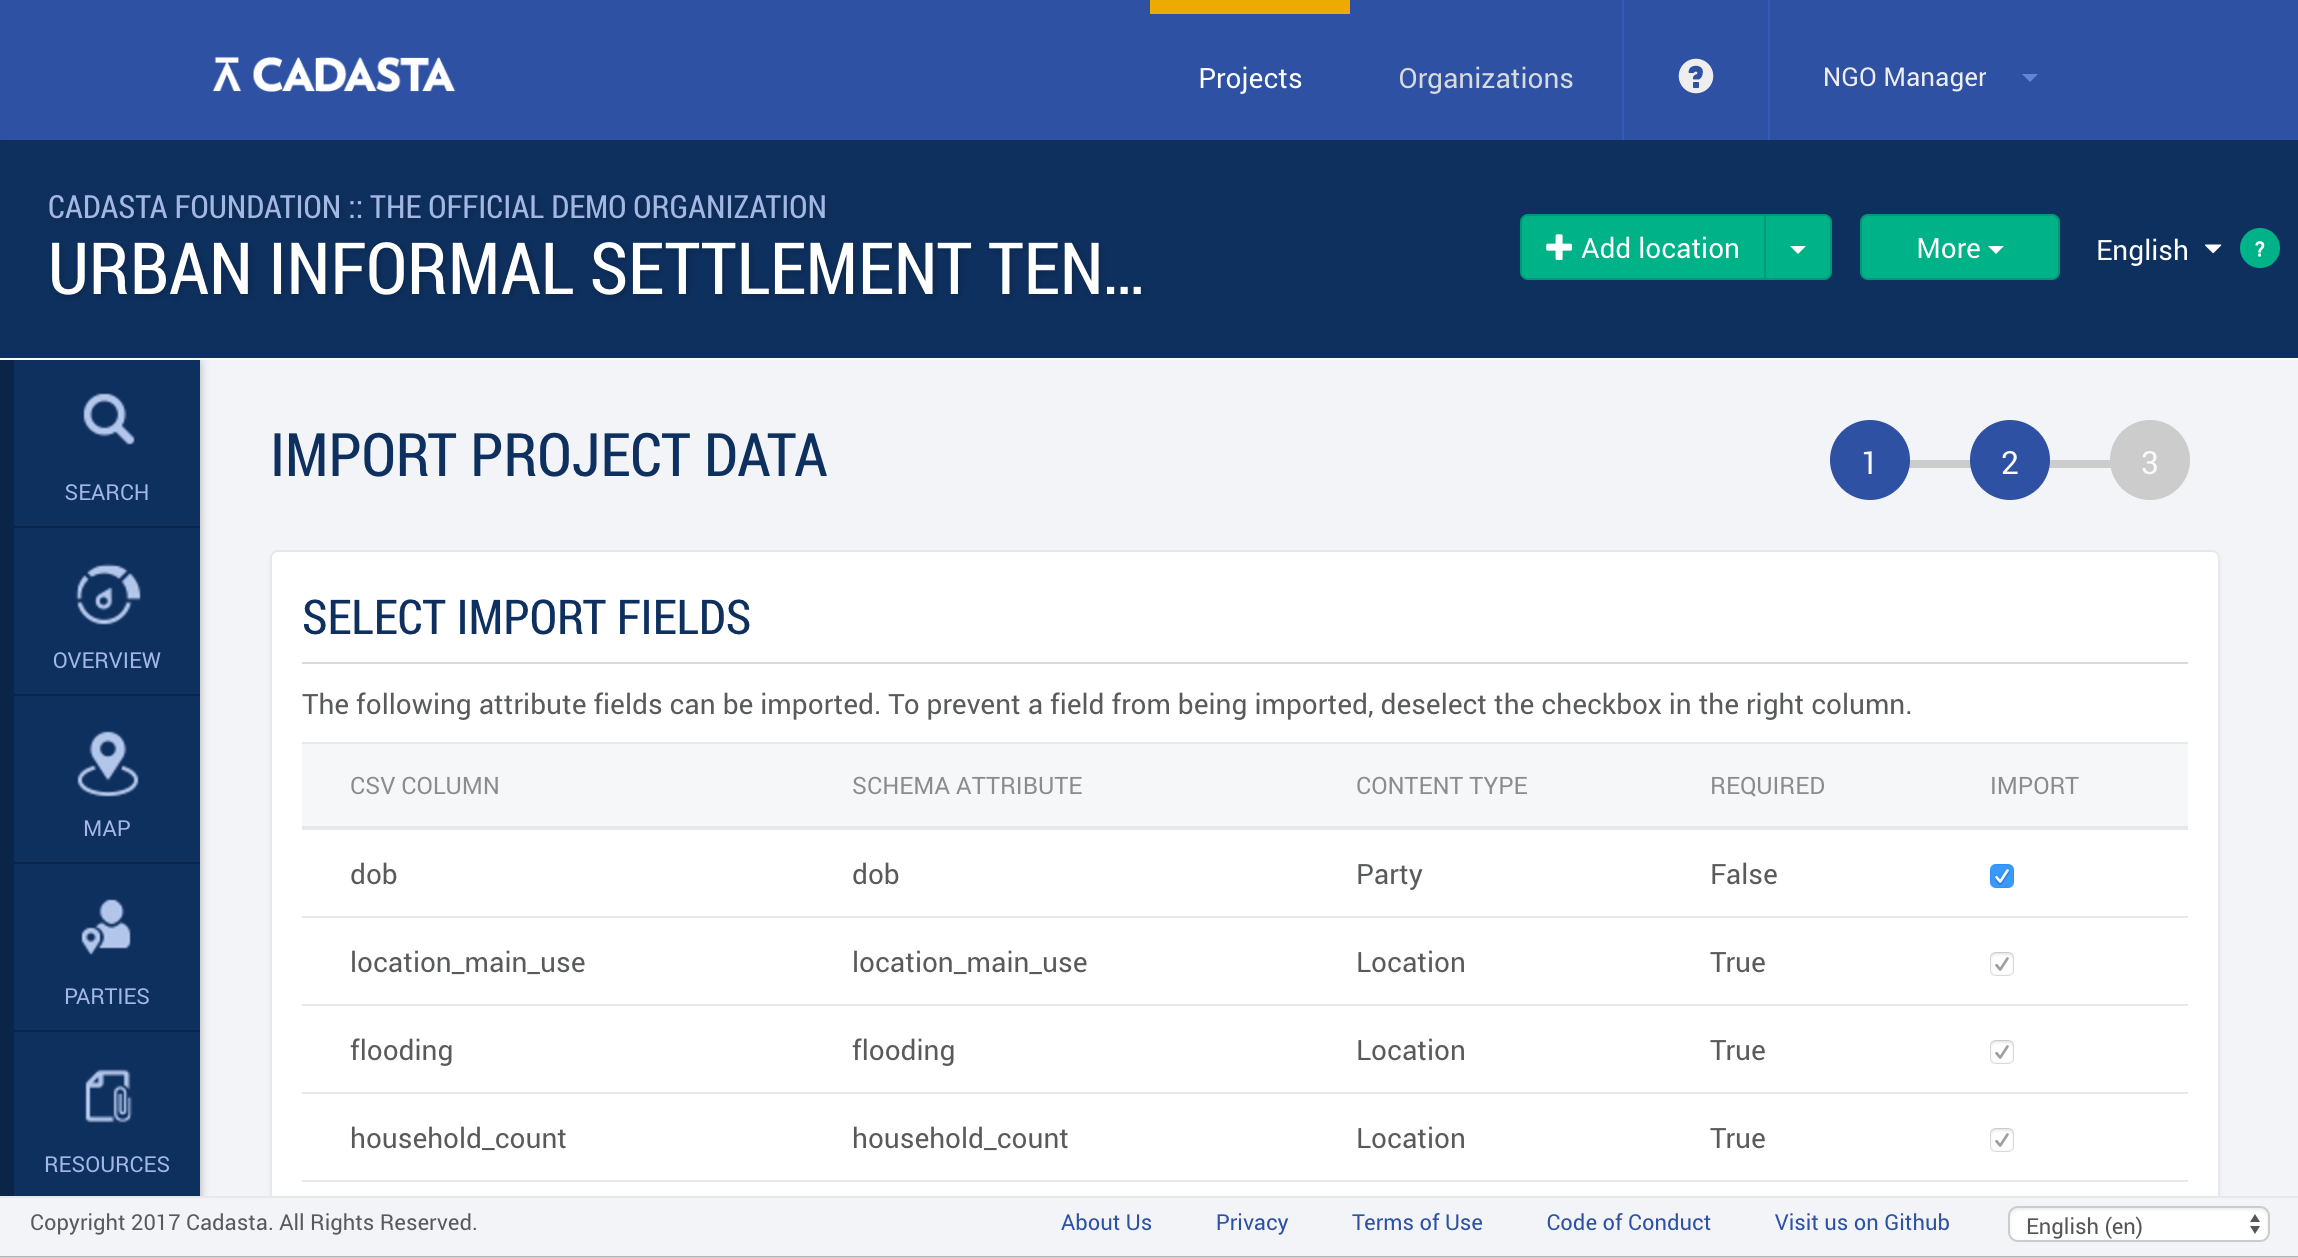 CADASTA
Projects
Organizations
?
NGO Manager
CADASTA FOUNDATION :: THE OFFICIAL DEMO ORGANIZATION
URBAN INFORMAL SETTLEMENT TEN...
Add location
More
English
?
SEARCH
OVERVIEW
MAP
PARTIES
RESOURCES
IMPORT PROJECT DATA
1 2 3
SELECT IMPORT FIELDS
The following attribute fields can be imported. To prevent a field from being imported, deselect the checkbox in the right column.
CSV COLUMN SCHEMA ATTRIBUTE CONTENT TYPE REQUIRED IMPORT
dob dob Party False
location_main_use location_main_use Location True
flooding flooding Location True
household_count household_count Location True
Copyright 2017 Cadasta. All Rights Reserved.
About Us Privacy Terms of Use Code of Conduct Visit us on Github English (en)